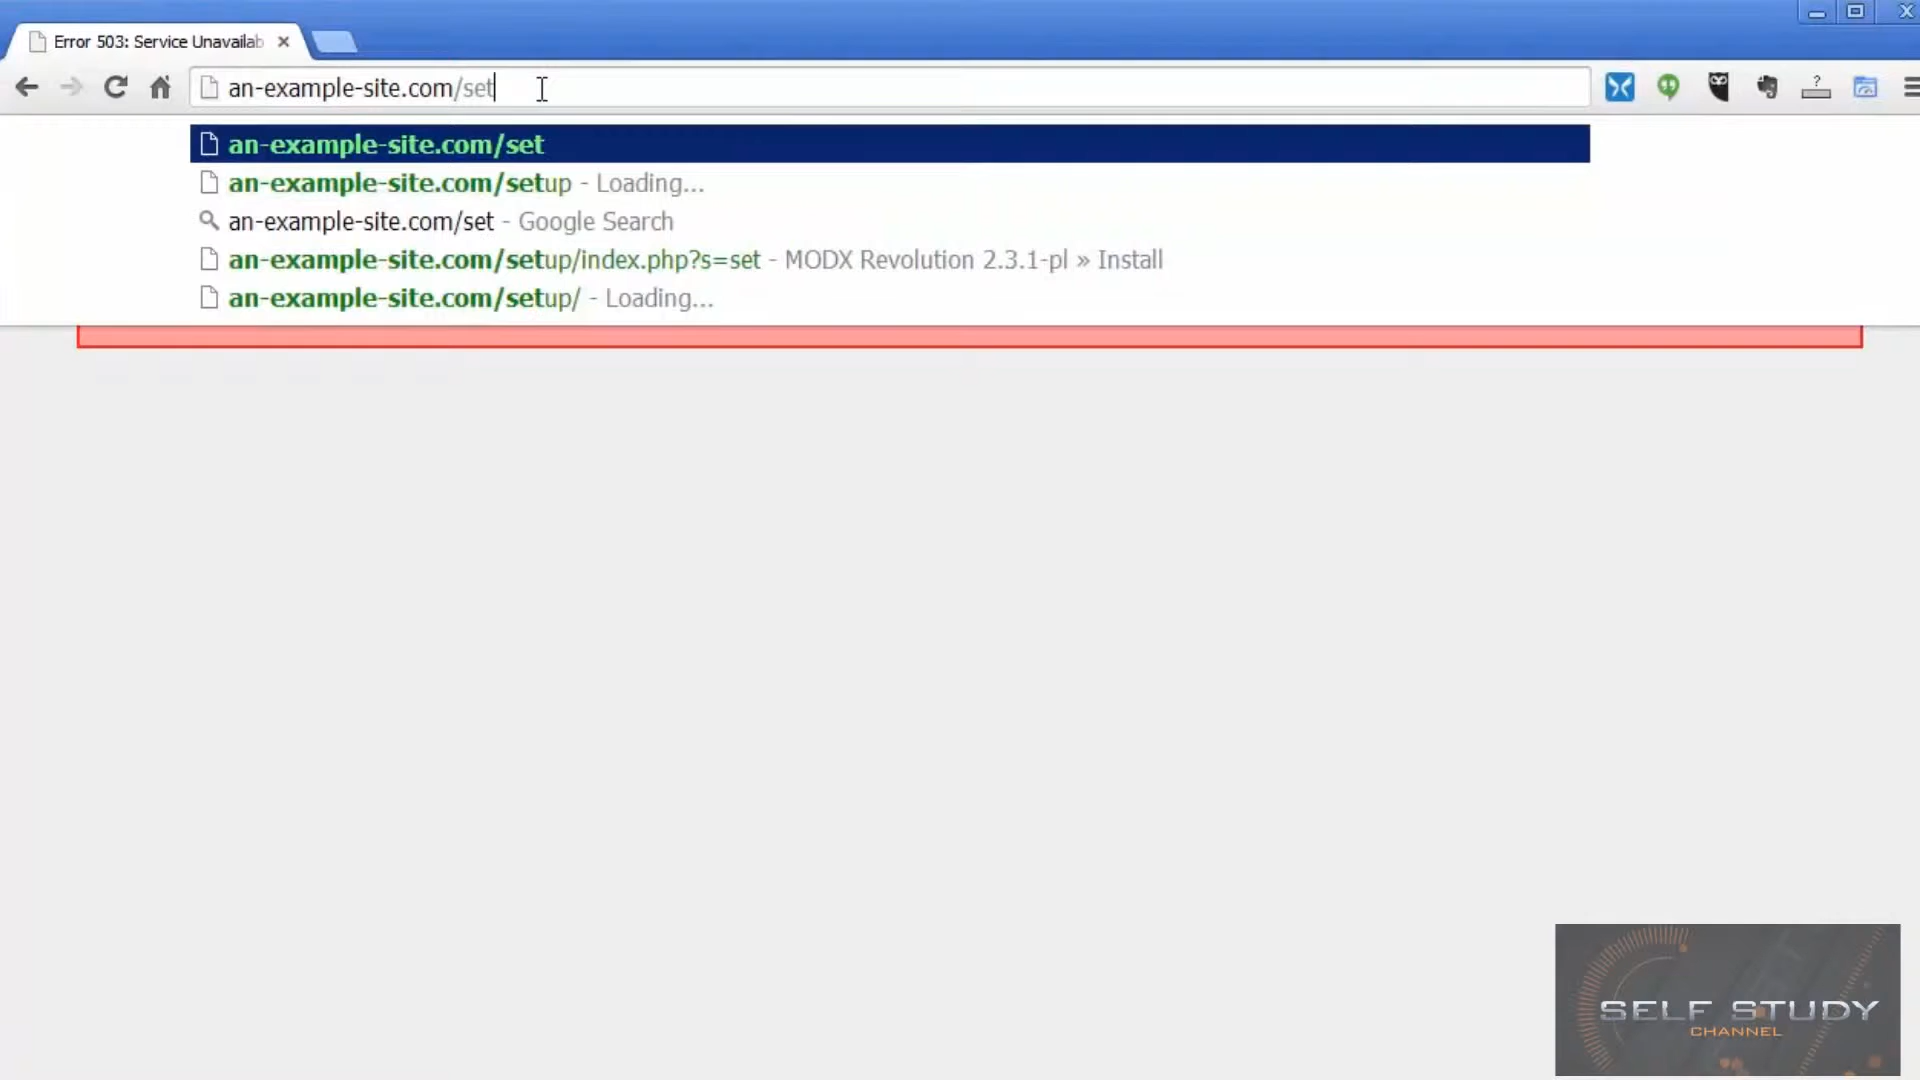 Error 503: Service Unavailab
an-example-site.com/set
an-example-site.com/set
an-example-site.com/setup - Loading...
an-example-site.com/set - Google Search
an-example-site.com/setup/index.php?s=set - MODX Revolution 2.3.1-pl » Install
an-example-site.com/setup/ - Loading...
SELF STUDY
CHANNEL